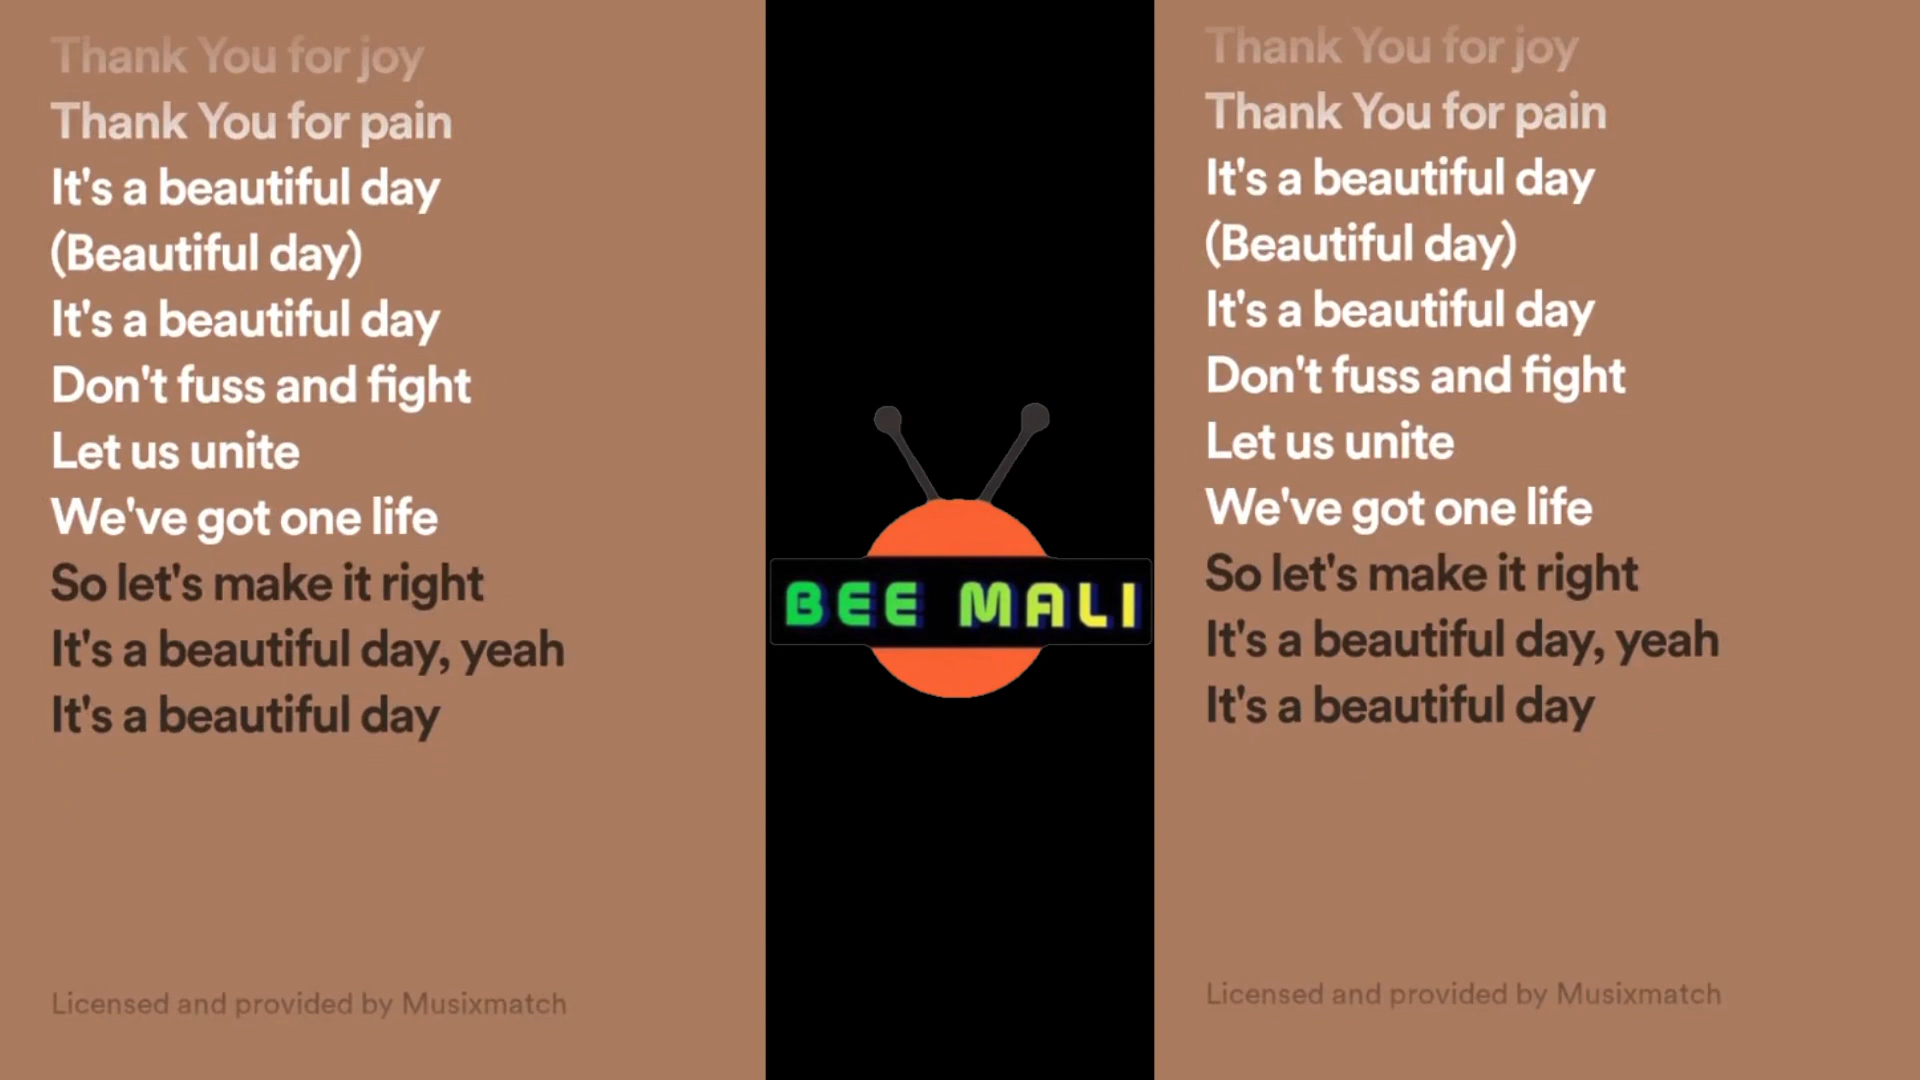 Thank You for joy
Thank You for pain
It's a beautiful day
(Beautiful day)
It's a beautiful day
Don't fuss and fight
Let us unite
We've got one life
So let's make it right
It's a beautiful day, yeah
It's a beautiful day
Licensed and provided by Musixmatch
BEE MALI
Thank You for joy
Thank You for pain
It's a beautiful day
(Beautiful day)
It's a beautiful day
Don't fuss and fight
Let us unite
We've got one life
So let's make it right
It's a beautiful day, yeah
It's a beautiful day
Licensed and provided by Musixmatch